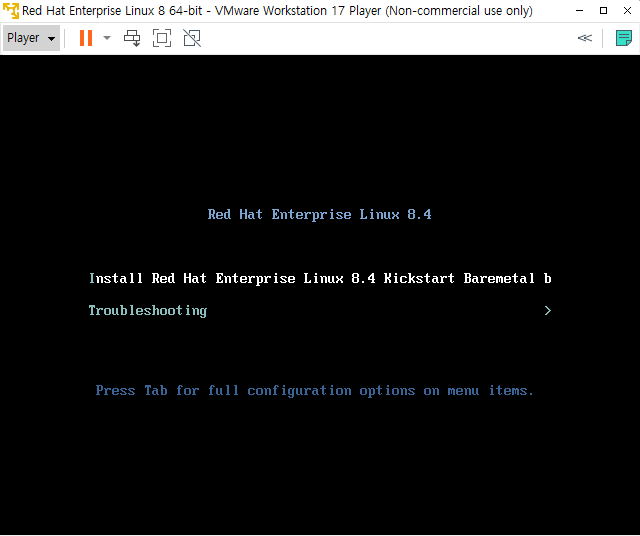 Red Hat Enterprise Linux 8 64-bit - VMware Workstation 17 Player (Non-commercial use only)
Player
Red Hat Enterprise Linux 8.4
Install Red Hat Enterprise Linux 8.4 Kickstart Baremetal b
Troubleshooting >
Press Tab for full configuration options on menu items.